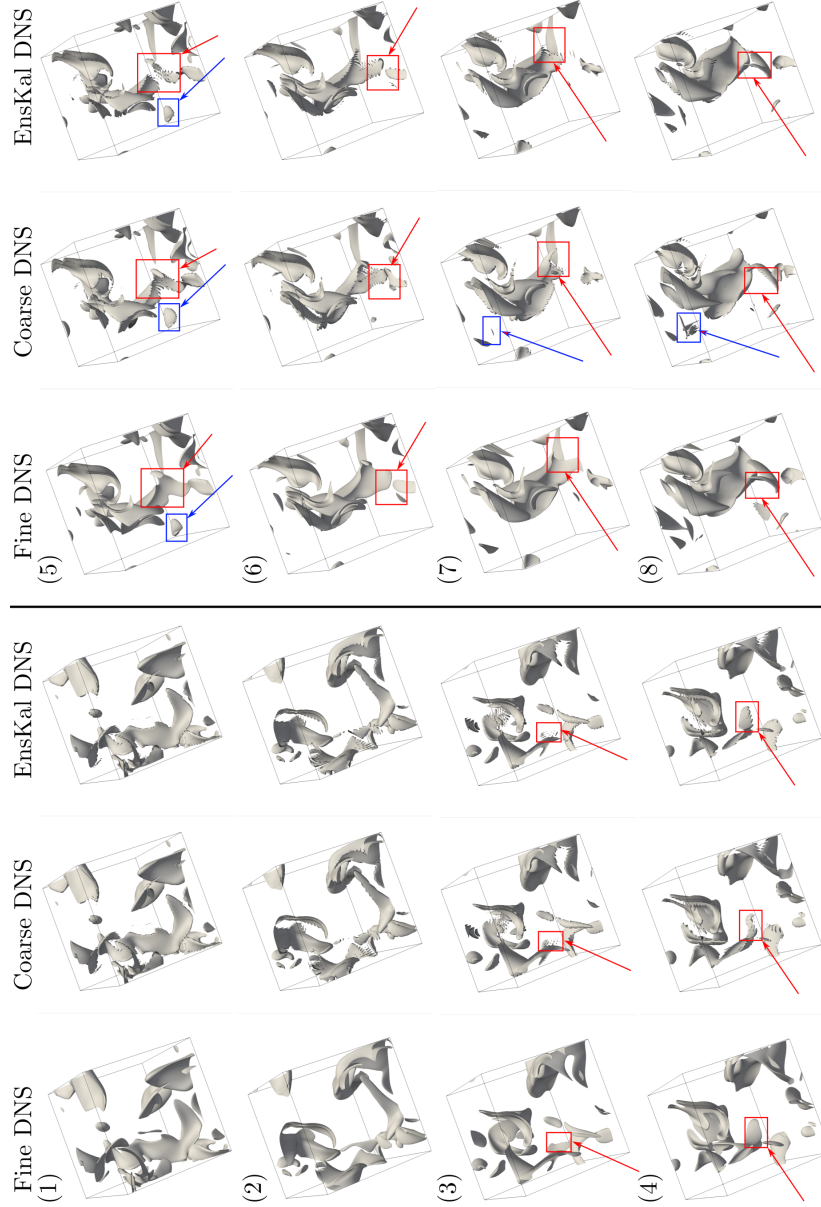 Fine DNS Coarse DNS EnsKal DNS Fine DNS Coarse DNS EnsKal DNS
(1) (5)
(2) (6)
(3) (7)
(4) (8)